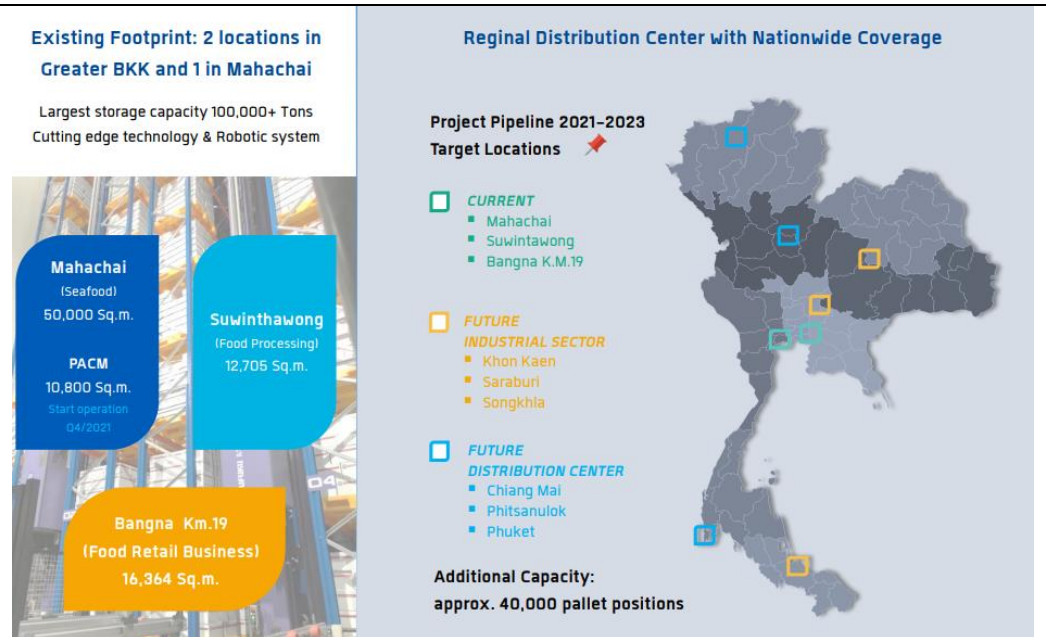 Existing Footprint: 2 locations in
Greater BKK and 1 in Mahachai
Largest storage capacity 100,000+ Tons
Cutting edge technology & Robotic system
Mahachai
(Seafood)
50,000 Sq.m.
PACM
10,800 Sq.m.
Start operation
Q4/2021
Suwinthawong
(Food Processing)
12,705 Sq.m.
Bangna Km.19
(Food Retail Business)
16,364 Sq.m.
04
Reginal Distribution Center with Nationwide Coverage
Project Pipeline 2021-2023
Target Locations
CURRENT
▪ Mahachai
▪ Suwintawong
▪ Bangna K.M.19
FUTURE
INDUSTRIAL SECTOR
▪ Khon Kaen
▪ Saraburi
▪ Songkhla
FUTURE
DISTRIBUTION CENTER
▪ Chiang Mai
▪ Phitsanulok
▪ Phuket
Additional Capacity:
approx. 40,000 pallet positions